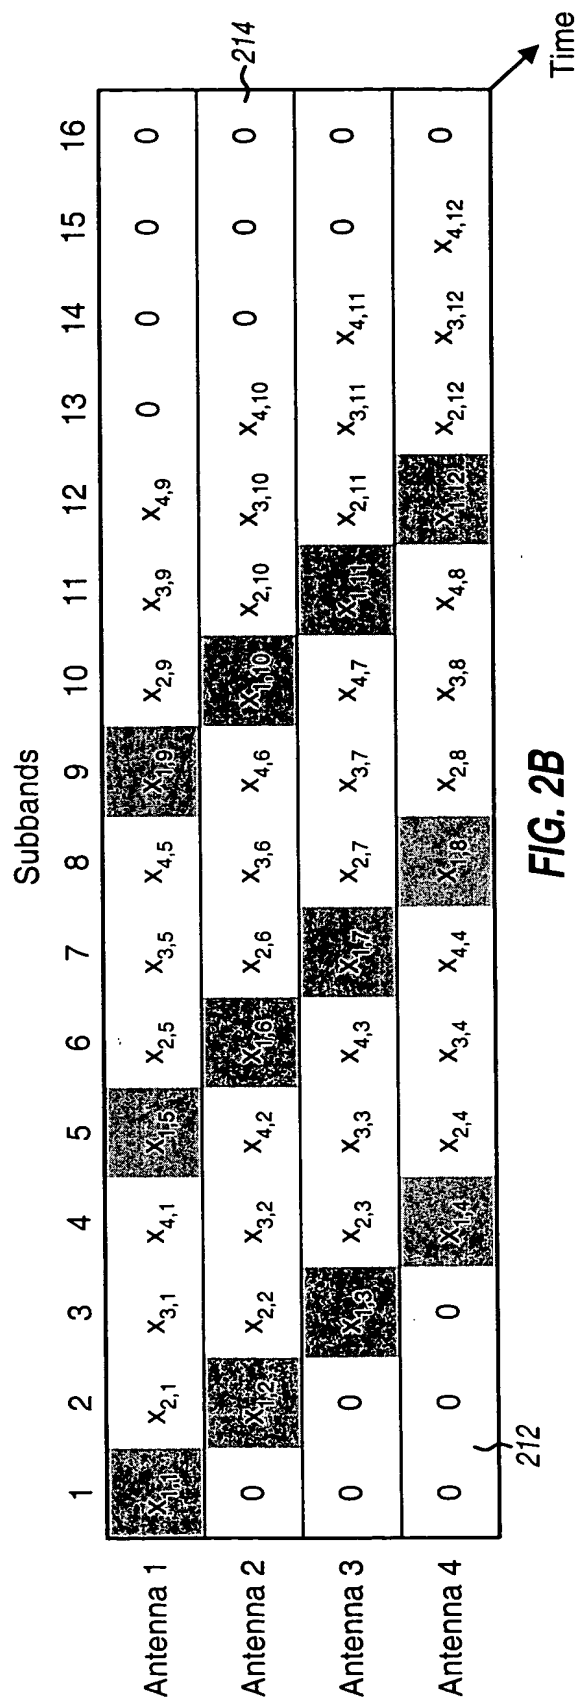 Subbands
1 2 3 4 5 6 7 8 9 10 11 12 13 14 15 16
Antenna 1 X1,1 X2,1 X3,1 X4,1 X1,5 X2,5 X3,5 X4,5 X1,9 X2,9 X3,9 X4,9 0 0 0 0
Antenna 2 0 X1,2 X2,2 X3,2 X4,2 X1,6 X2,6 X3,6 X4,6 X1,10 X2,10 X3,10 X4,10 0 0 0
214
Antenna 3 0 0 X1,3 X2,3 X3,3 X4,3 X1,7 X2,7 X3,7 X4,7 X1,11 X2,11 X3,11 X4,11 0 0
Antenna 4 0 0 0 X1,4 X2,4 X3,4 X4,4 X1,8 X2,8 X3,8 X4,8 X1,12 X2,12 X3,12 X4,12 0
212
Time
FIG. 2B